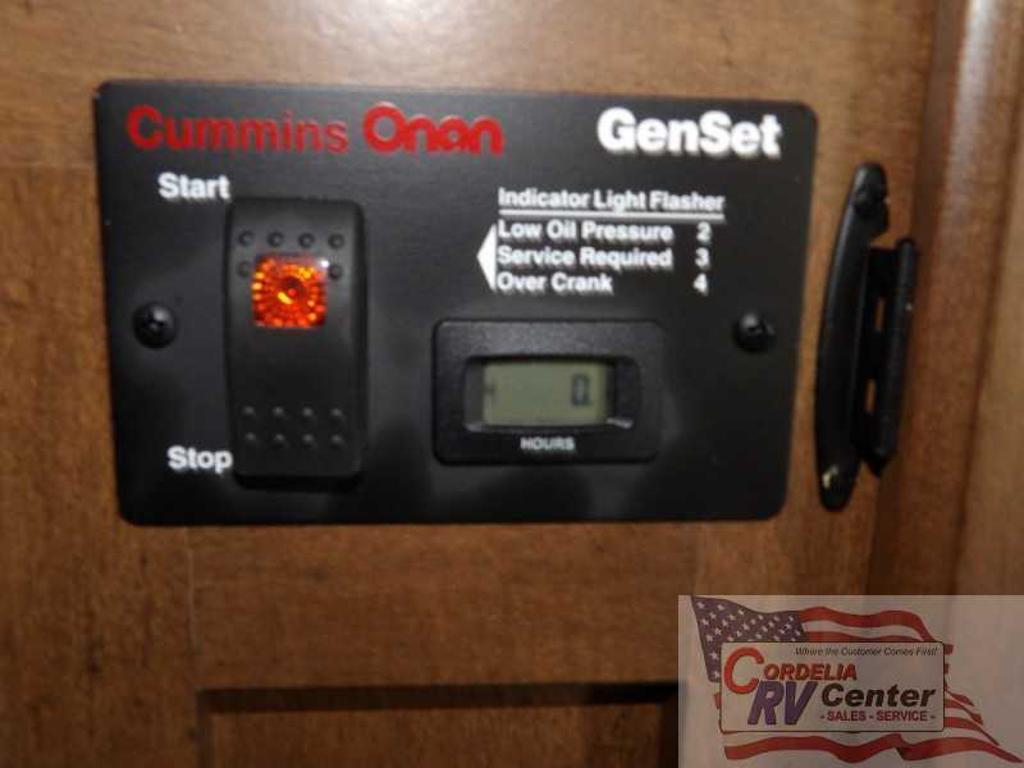 Cummins Onan GenSet
Start
Indicator Light Flasher
Low Oil Pressure 2
Service Required 3
Over Crank 4
0
HOURS
Stop
Where the Customer Comes First!
CORDELIA
RV Center
- SALES - SERVICE -